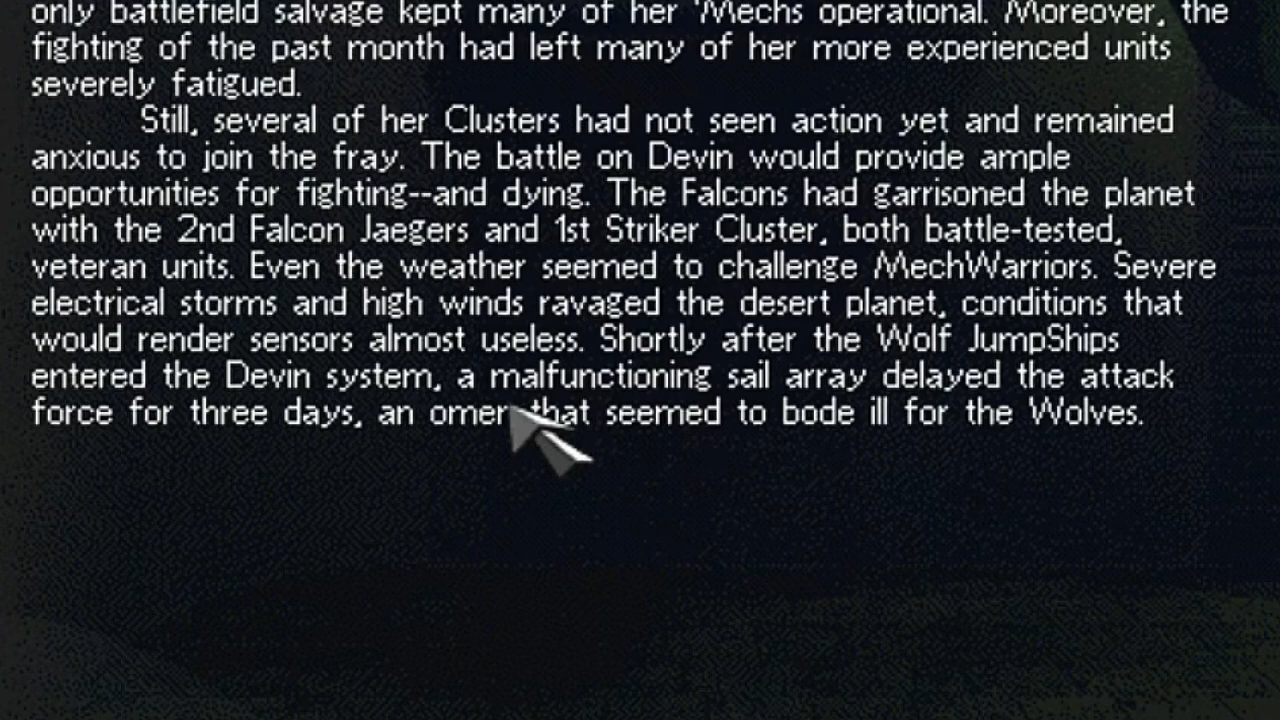 only battlefield salvage kept many of her 'Mechs operational. Moreover, the
fighting of the past month had left many of her more experienced units
severely fatigued.
Still, several of her Clusters had not seen action yet and remained
anxious to join the fray. The battle on Devin would provide ample
opportunities for fighting--and dying. The Falcons had garrisoned the planet
with the 2nd Falcon Jaegers and 1st Striker Cluster, both battle-tested,
veteran units. Even the weather seemed to challenge MechWarriors. Severe
electrical storms and high winds ravaged the desert planet, conditions that
would render sensors almost useless. Shortly after the Wolf JumpShips
entered the Devin system, a malfunctioning sail array delayed the attack
force for three days, an omen that seemed to bode ill for the Wolves.